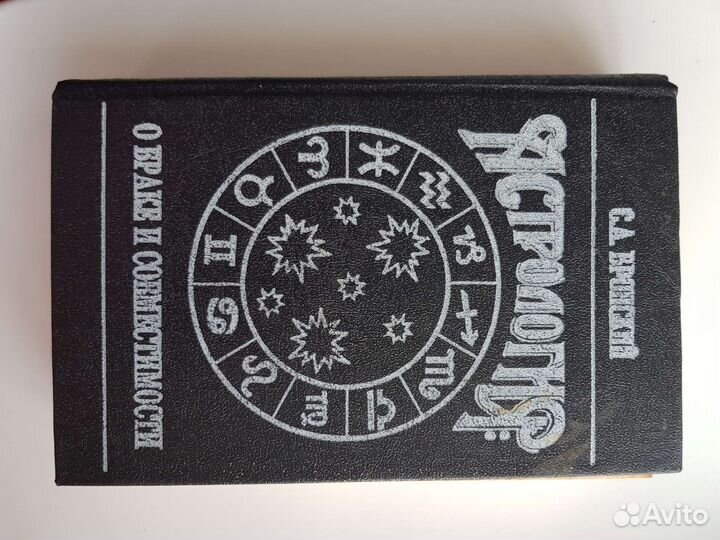 С.А. ВРОНСКИЙ
АСТРОЛОГИЯ
О БРАКЕ И СОВМЕСТИМОСТИ
Avito